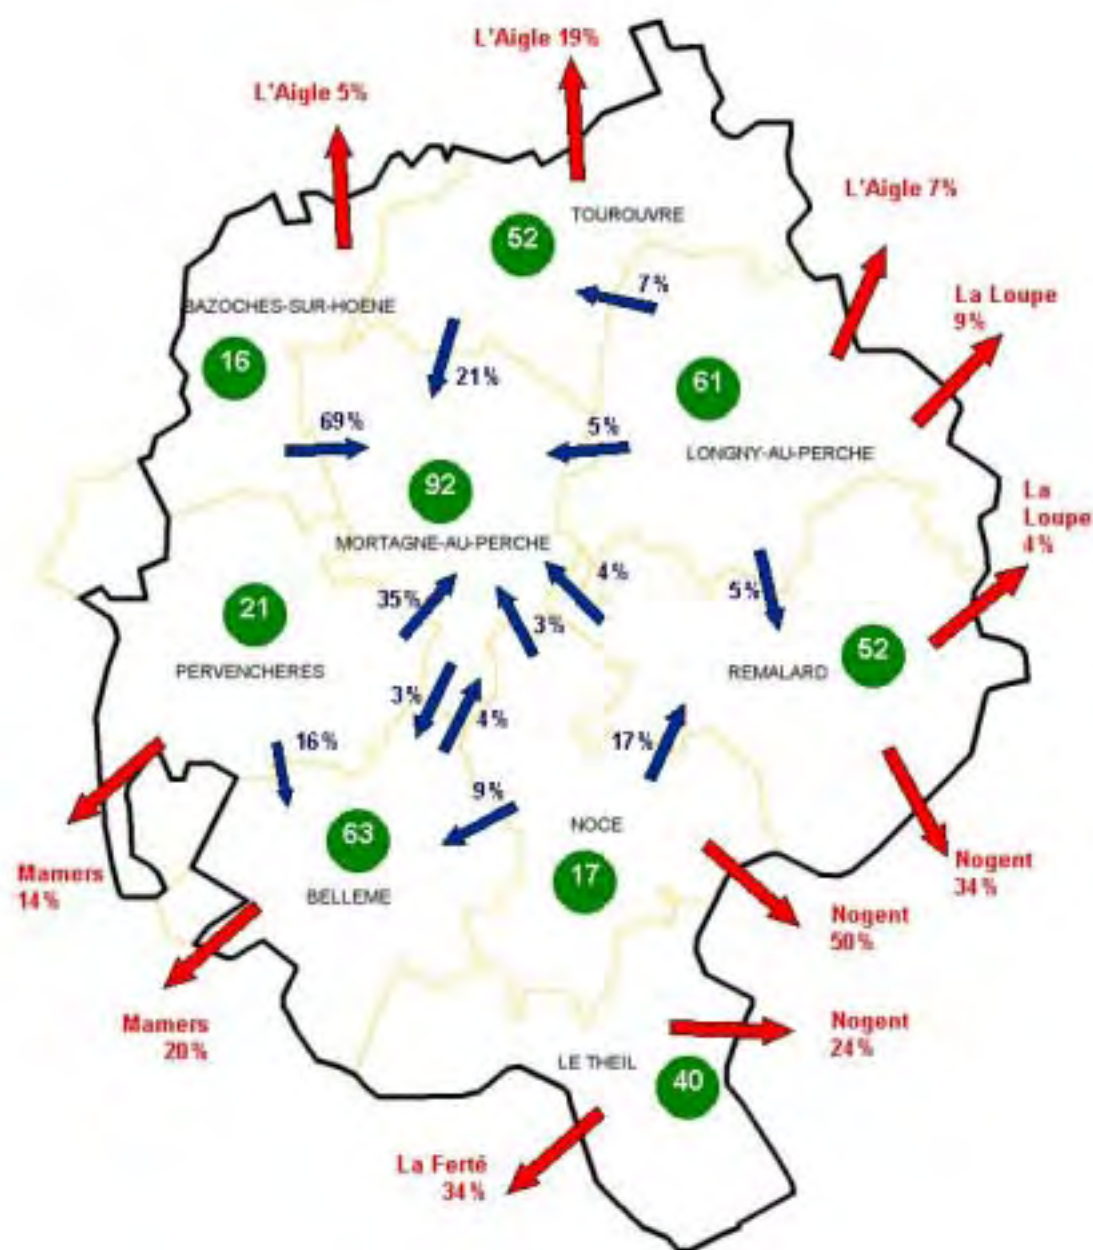 L'Aigle 19%
L'Aigle 5%
L'Aigle 7%
TOUROUVRE
52
7%
La Loupe
9%
BAZOCHES-SUR-HOENE
16
21%
61
69%
5%
LONGNY-AU-PERCHE
92
MORTAGNE-AU-PERCHE
La
Loupe
4%
21
35%
4%
5%
3%
PERVENCHERES
REMALARD
52
3%
4%
16%
17%
9%
NOCE
63
17
BELLEME
Mamers
14%
Nogent
34%
Nogent
50%
Mamers
20%
Nogent
24%
LE THEIL
40
La Ferté
34%